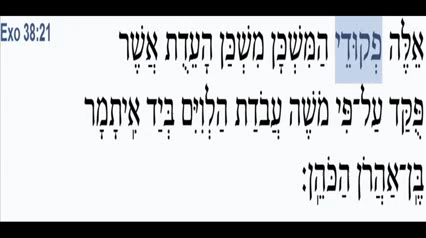 Exo 38:21
אֵלֶּה פְקוּדֵי הַמִּשְׁכָּן מִשְׁכַּן הָעֵדֻת אֲשֶׁר
פֻּקַּד עַל־פִּי מֹשֶׁה עֲבֹדַת הַלְוִיִּם בְּיַד אִיתָמָר
בֶּן־אַהֲרֹן הַכֹּהֵן׃